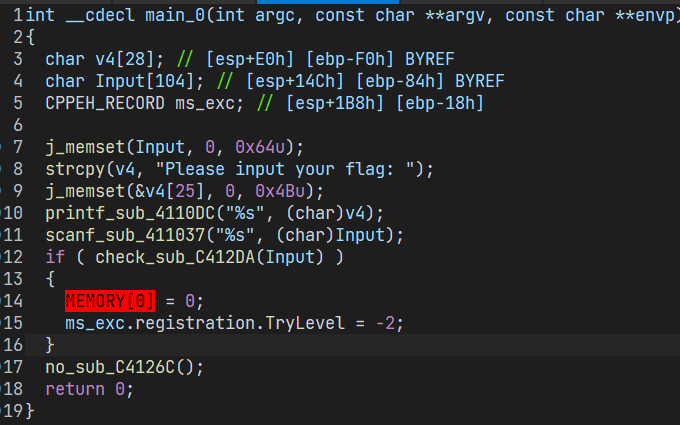 1int __cdecl main_0(int argc, const char **argv, const char **envp)
2{
3 char v4[28]; // [esp+E0h] [ebp-F0h] BYREF
4 char Input[104]; // [esp+14Ch] [ebp-84h] BYREF
5 CPPEH_RECORD ms_exc; // [esp+1B8h] [ebp-18h]
6
7 j_memset(Input, 0, 0x64u);
8 strcpy(v4, "Please input your flag: ");
9 j_memset(&v4[25], 0, 0x4Bu);
10 printf_sub_4110DC("%s", (char)v4);
11 scanf_sub_411037("%s", (char)Input);
12 if ( check_sub_C412DA(Input) )
13 {
14 MEMORY[0] = 0;
15 ms_exc.registration.TryLevel = -2;
16 }
17 no_sub_C4126C();
18 return 0;
19}